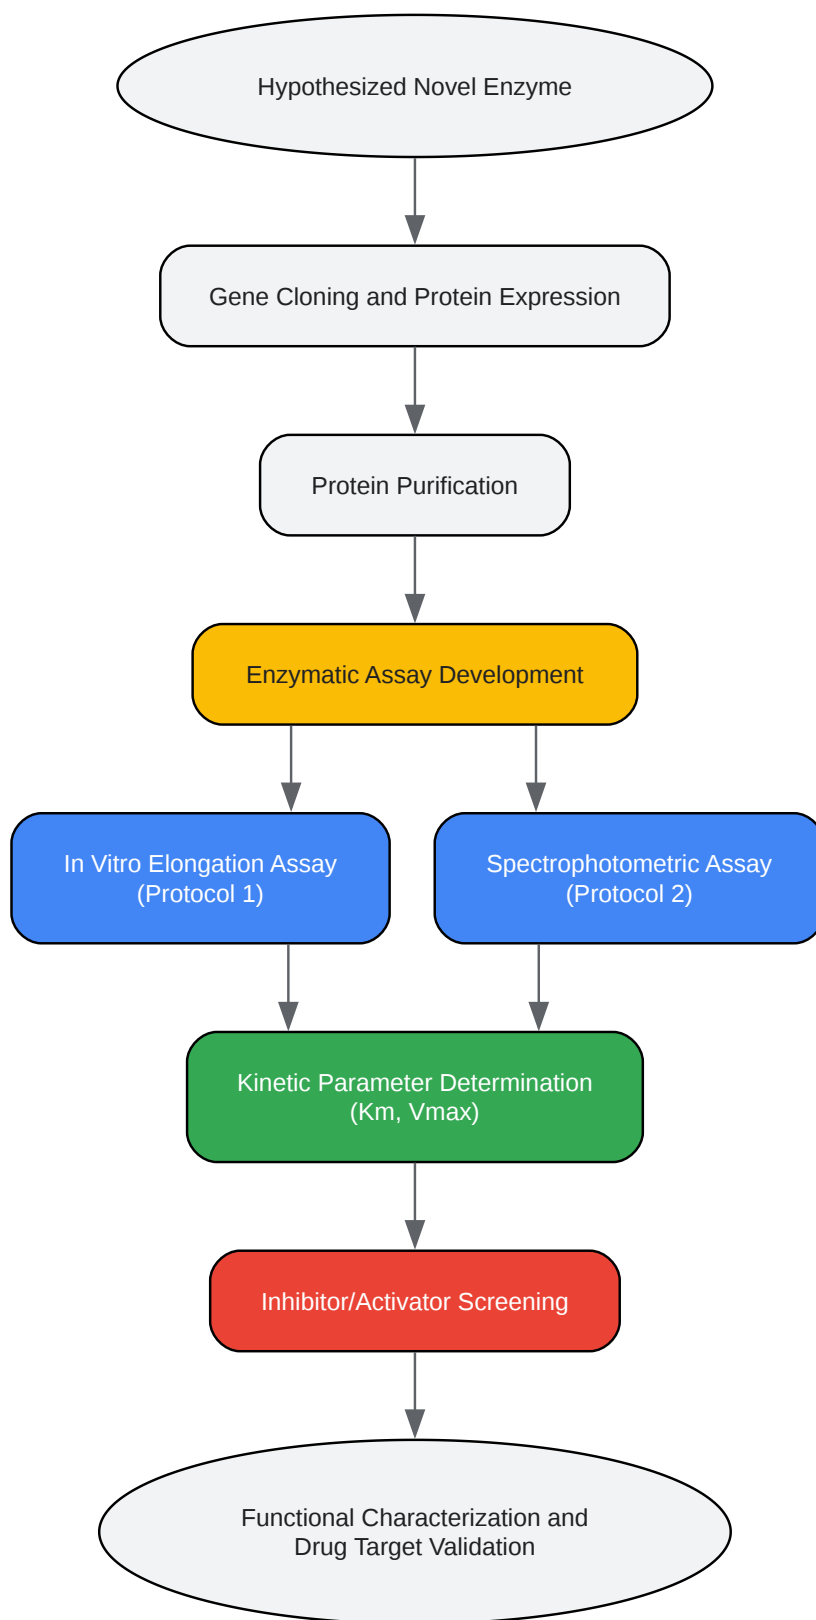 Hypothesized Novel Enzyme
Gene Cloning and Protein Expression
Protein Purification
Enzymatic Assay Development
In Vitro Elongation Assay
(Protocol 1)
Spectrophotometric Assay
(Protocol 2)
Kinetic Parameter Determination
(Km, Vmax)
Inhibitor/Activator Screening
Functional Characterization and
Drug Target Validation